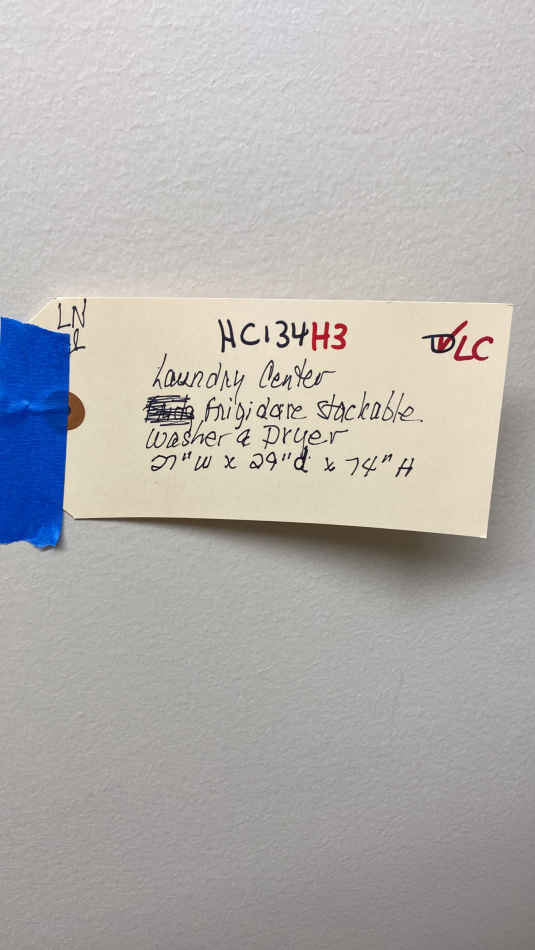 LN
HC134H3
LC
Laundry Center
Frigidare Stackable.
Washer & Dryer
27" W x 29" d x 74" H